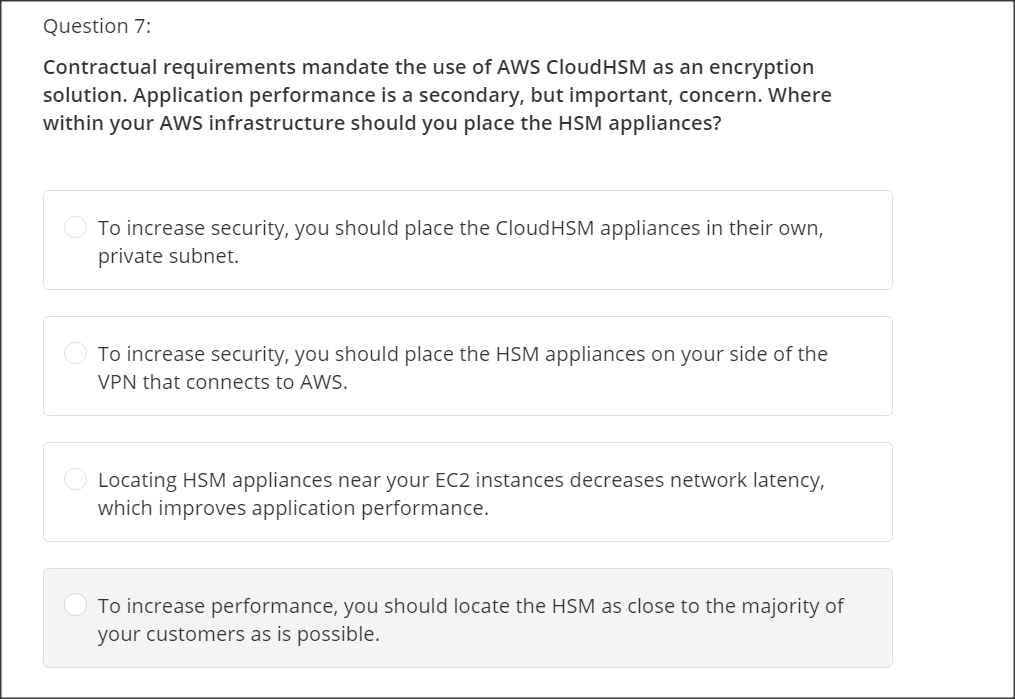 Question 7:
Contractual requirements mandate the use of AWS CloudHSM as an encryption
solution. Application performance is a secondary, but important, concern. Where
within your AWS infrastructure should you place the HSM appliances?
To increase security, you should place the CloudHSM appliances in their own,
private subnet.
To increase security, you should place the HSM appliances on your side of the
VPN that connects to AWS.
Locating HSM appliances near your EC2 instances decreases network latency,
which improves application performance.
To increase performance, you should locate the HSM as close to the majority of
your customers as is possible.